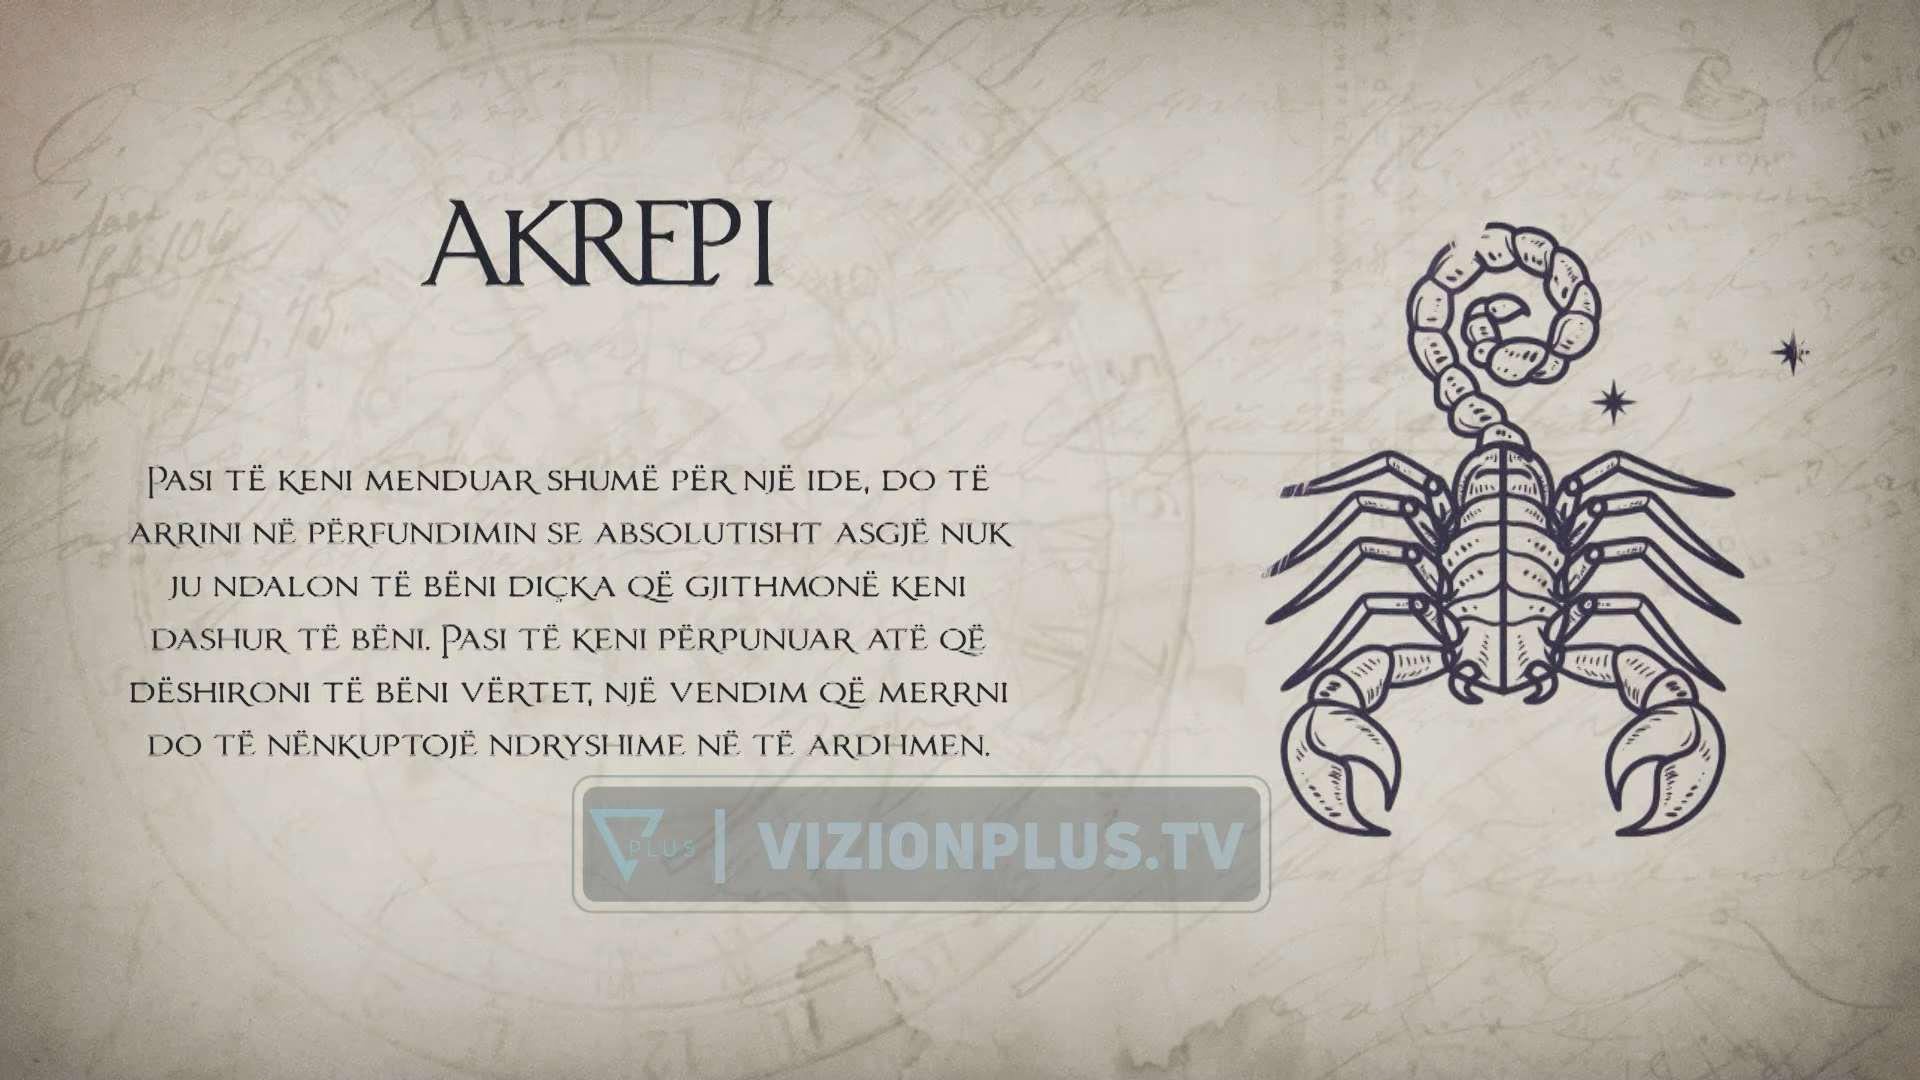 AKREPI
Pasi të keni menduar shumë për një ide, do të
arrini në përfundimin se absolutisht asgjë nuk
ju ndalon të bëni diçka që gjithmonë keni
dashur të bëni. Pasi të keni përpunuar atë që
dëshironi të bëni vërtet, një vendim që merrni
do të nënkuptojë ndryshime në të ardhmen.
PLUS | VIZIONPLUS.TV